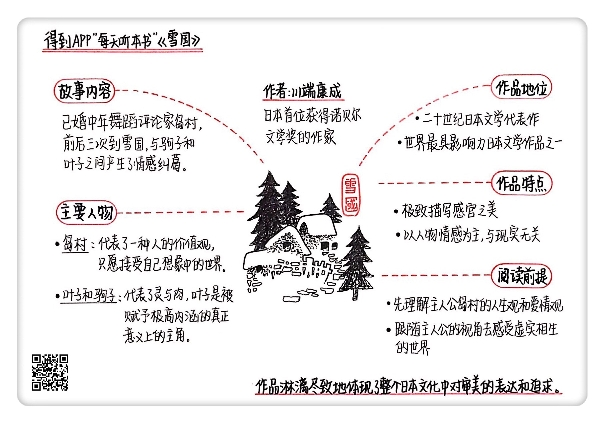 得到APP"每天听本书"《雪国》
故事内容
已婚中年舞蹈评论家岛村，
前后三次到雪国，与驹子和
叶子之间产生了情感纠葛。
主要人物
• 岛村：代表了一种人的价值观，
只愿接受自己想象中的世界。
• 叶子和驹子：代表了灵与肉，叶子是被
赋予极高内涵的真正
意义上的主角。
作者：川端康成
日本首位获得诺贝尔
文学奖的作家
雪国
作品地位
• 二十世纪日本文学代表作
• 世界最具影响力日本文学作品之一
作品特点
• 极致描写感官之美
• 以人物情感为主，与现实无关
阅读前提
• 先理解主人公岛村的人生观和爱情观
• 跟随主人公的视角去感受虚实相生
的世界
作品淋漓尽致地体现了整个日本文化中对审美的表达和追求。